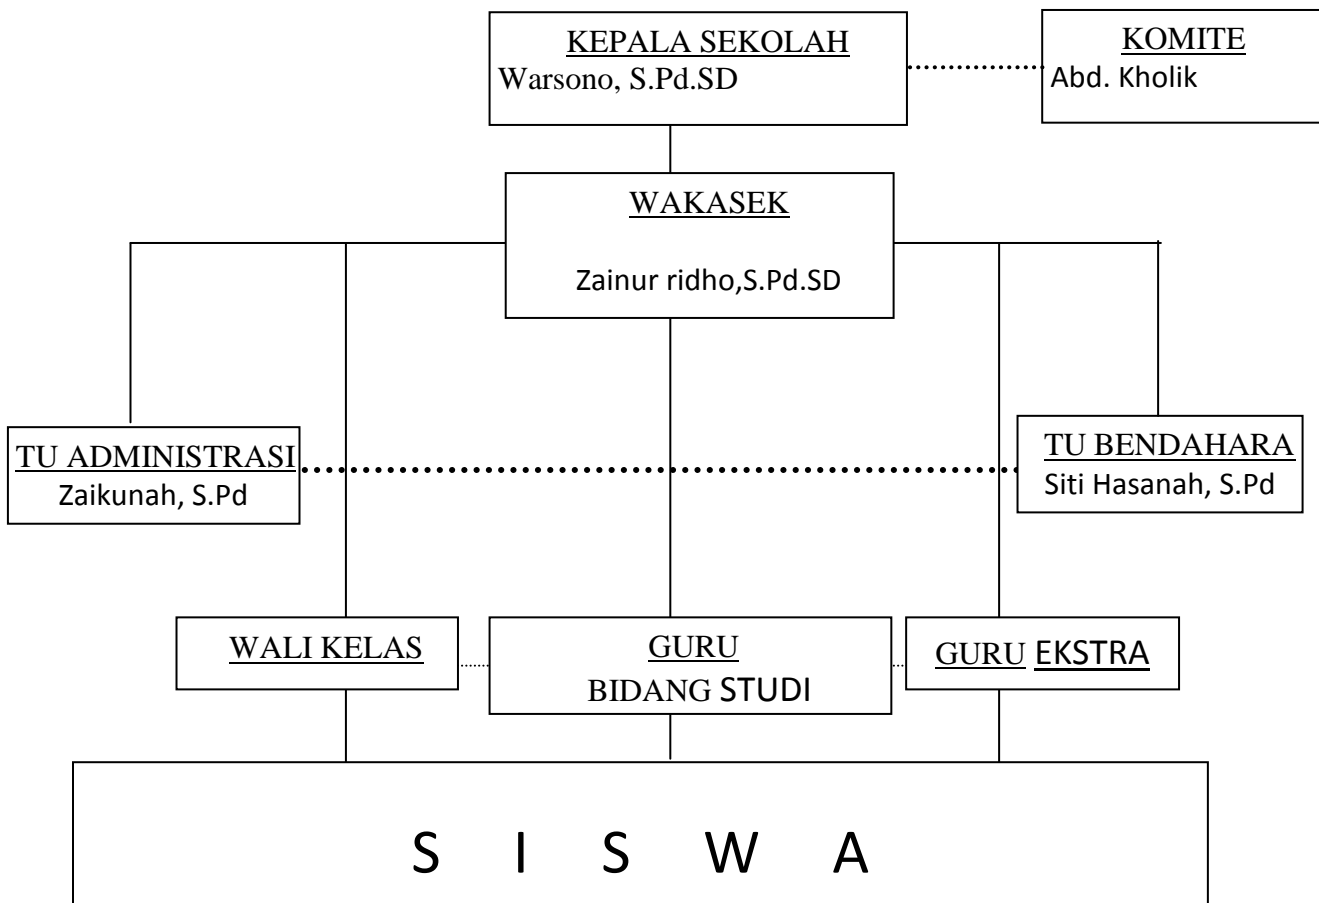 KEPALA SEKOLAH
Warsono, S.Pd.SD
KOMITE
Abd. Kholik
WAKASEK
Zainur ridho,S.Pd.SD
TU ADMINISTRASI
Zaikunah, S.Pd
TU BENDAHARA
Siti Hasanah, S.Pd
WALI KELAS
GURU
BIDANG STUDI
GURU EKSTRA
S I S W A